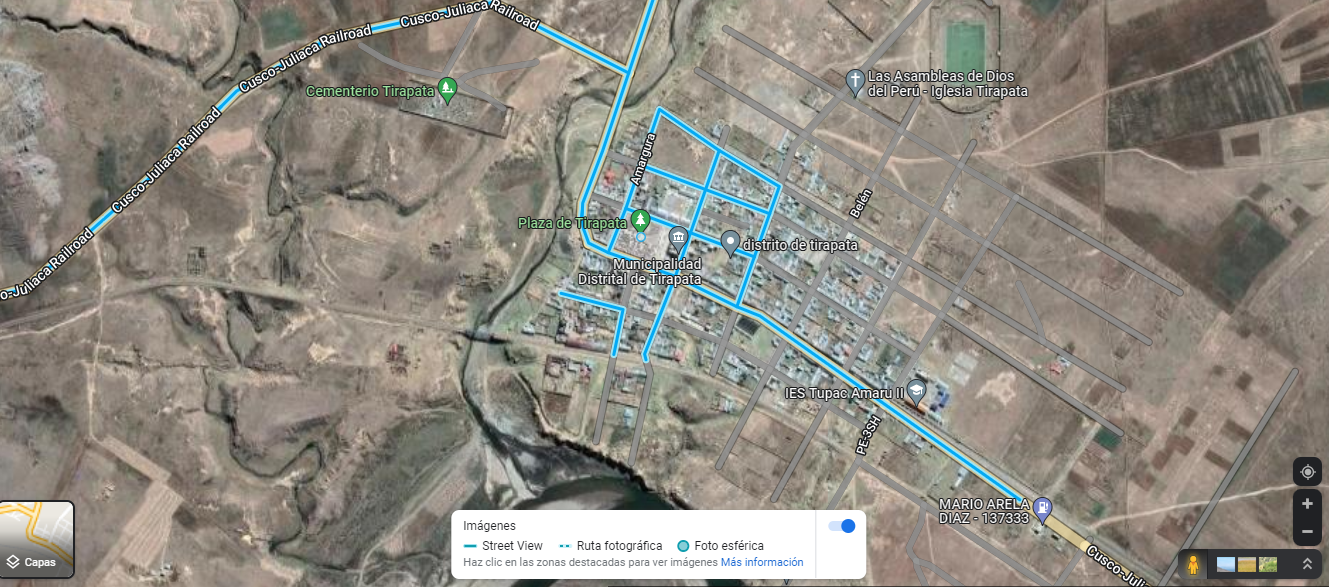 Cusco-Juliaca Railroad
Cusco-Juliaca Railroad
Cusco-Juliaca Railroad
Cusco-Juliaca Railroad
o-Juliaca Railroad
Cementerio Tirapata
Las Asambleas de Dios
del Perú - Iglesia Tirapata
Amargura
Belén
Plaza de Tirapata
distrito de tirapata
Municipalidad
Distrital de Tirapata
IES Tupac Amaru II
PE-3SH
MARIO ARELA
DIAZ - 137333
Cusco-Juli
Imágenes
Street View
Ruta fotográfica
Foto esférica
Haz clic en las zonas destacadas para ver imágenes Más información
Capas